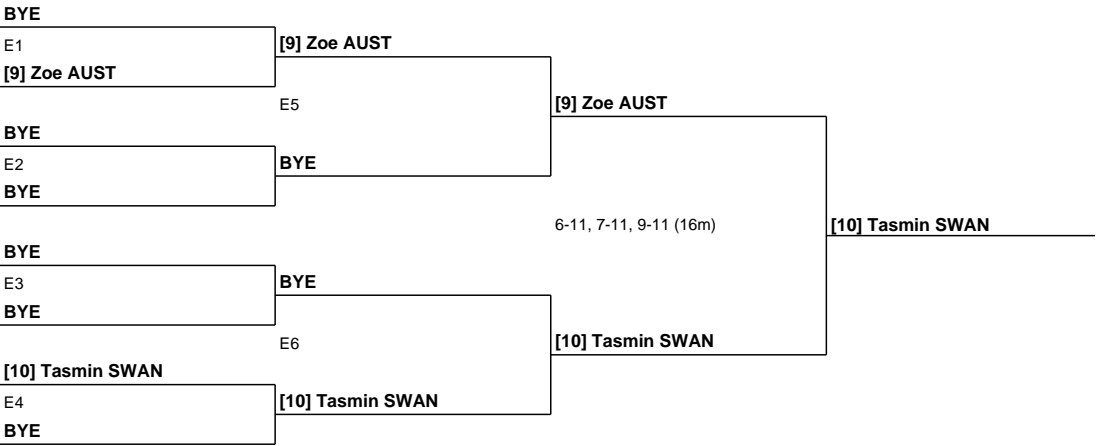 BYE
E1
[9] Zoe AUST
[9] Zoe AUST
E5
[9] Zoe AUST
BYE
E2
BYE
BYE
6-11, 7-11, 9-11 (16m)
[10] Tasmin SWAN
BYE
E3
BYE
BYE
E6
[10] Tasmin SWAN
[10] Tasmin SWAN
E4
[10] Tasmin SWAN
BYE